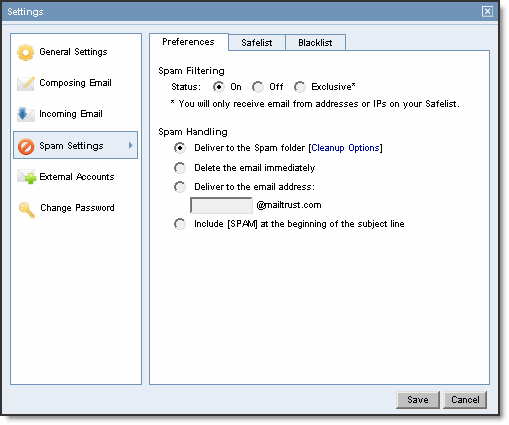 Settings
General Settings
Composing Email
Incoming Email
Spam Settings
External Accounts
Change Password
Preferences Safelist Blacklist
Spam Filtering
Status: On Off Exclusive*
* You will only receive email from addresses or IPs on your Safelist.
Spam Handling
Deliver to the Spam folder [Cleanup Options]
Delete the email immediately
Deliver to the email address:
@mailtrust.com
Include [SPAM] at the beginning of the subject line
Save Cancel